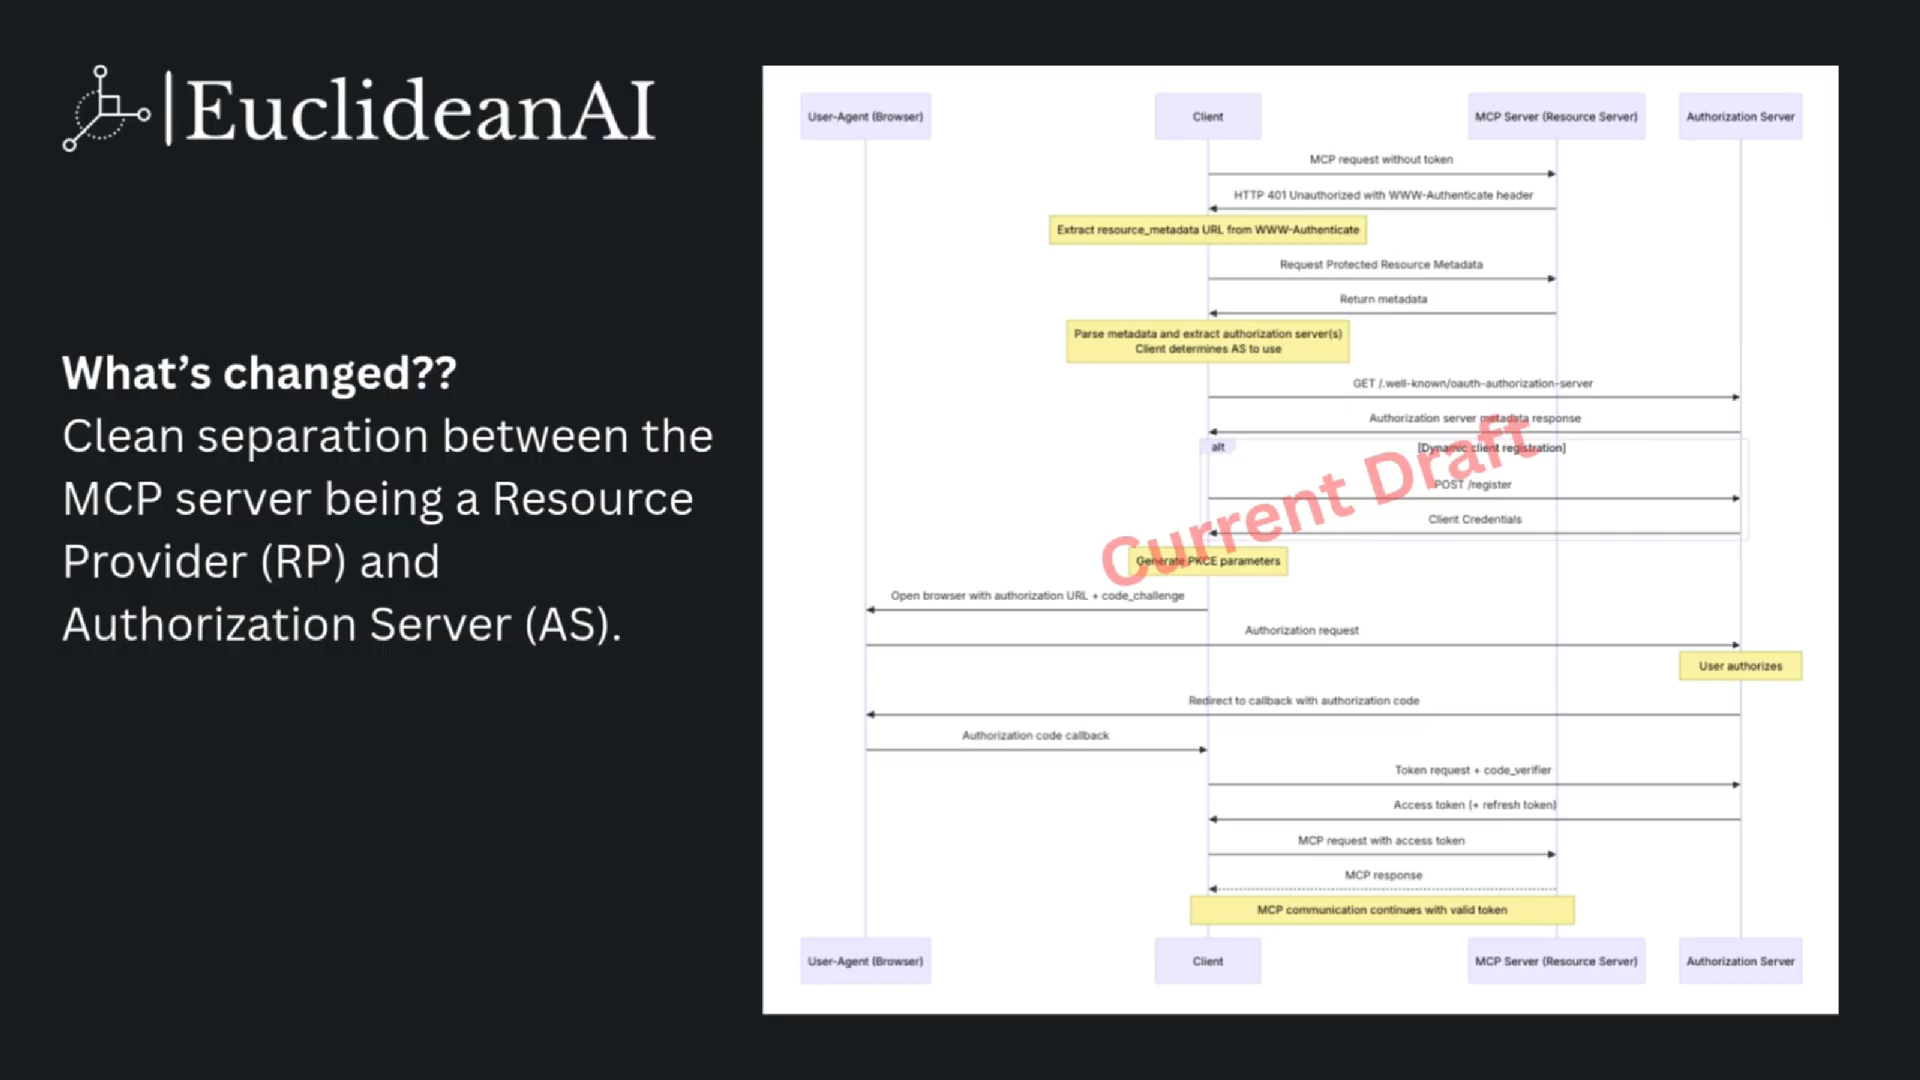 EuclideanAI
What’s changed??
Clean separation between the
MCP server being a Resource
Provider (RP) and
Authorization Server (AS).
User-Agent (Browser)
Client
MCP Server (Resource Server)
Authorization Server
MCP request without token
HTTP 401 Unauthorized with WWW-Authenticate header
Extract resource_metadata URL from WWW-Authenticate
Request Protected Resource Metadata
Return metadata
Parse metadata and extract authorization server(s)
Client determines AS to use
GET /.well-known/oauth-authorization-server
Authorization server metadata response
alt
[Dynamic client registration]
POST /register
Client Credentials
Current Draft
Generate PKCE parameters
Open browser with authorization URL + code_challenge
Authorization request
User authorizes
Redirect to callback with authorization code
Authorization code callback
Token request + code_verifier
Access token (+ refresh token)
MCP request with access token
MCP response
MCP communication continues with valid token
User-Agent (Browser)
Client
MCP Server (Resource Server)
Authorization Server